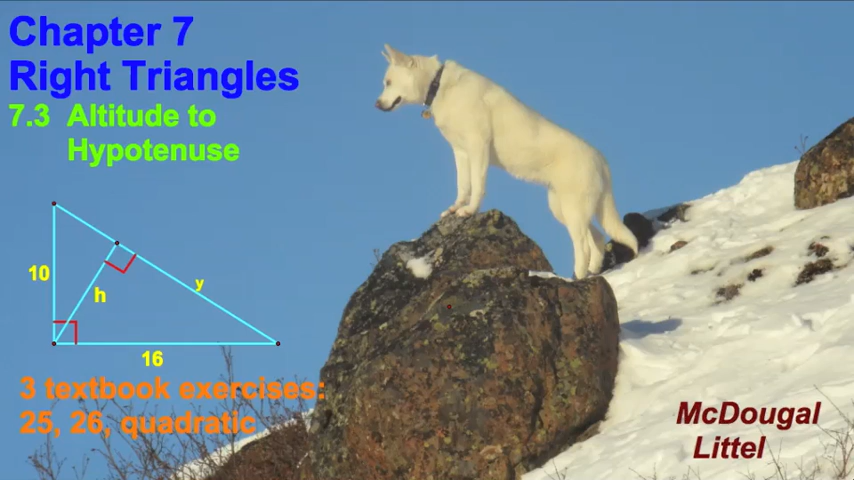 Chapter 7
Right Triangles
7.3 Altitude to
Hypotenuse
10
h
y
16
3 textbook exercises:
25, 26, quadratic
McDougal
Littel